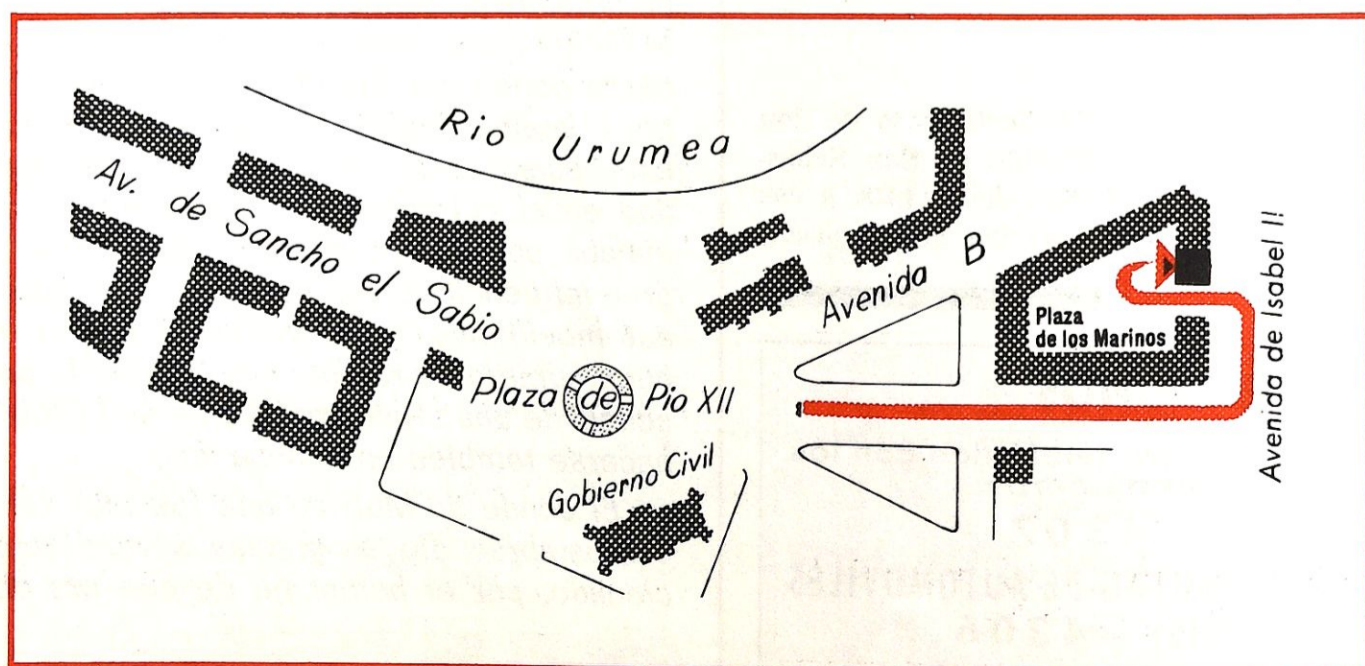 Rio Urumea
Av. de Sancho el Sabio
Avenida B
Plaza
de los Marinos
Avenida de Isabel II
Plaza de Pio XII
Gobierno Civil